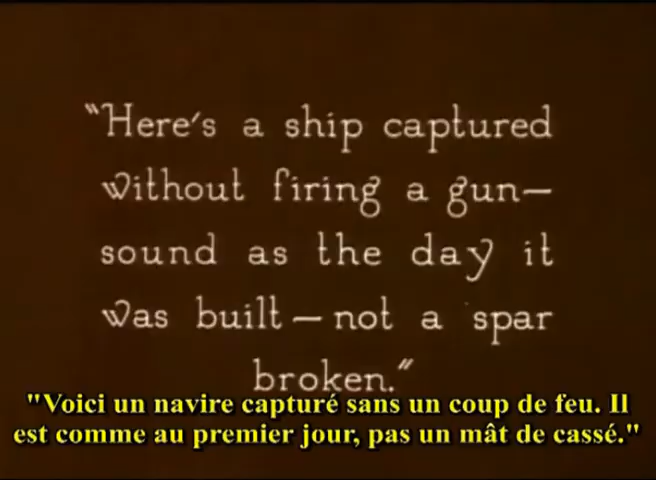 “Here's a ship captured
without firing a gun—
sound as the day it
was built — not a spar
broken.”
"Voici un navire capturé sans un coup de feu. Il
est comme au premier jour, pas un mât de cassé."